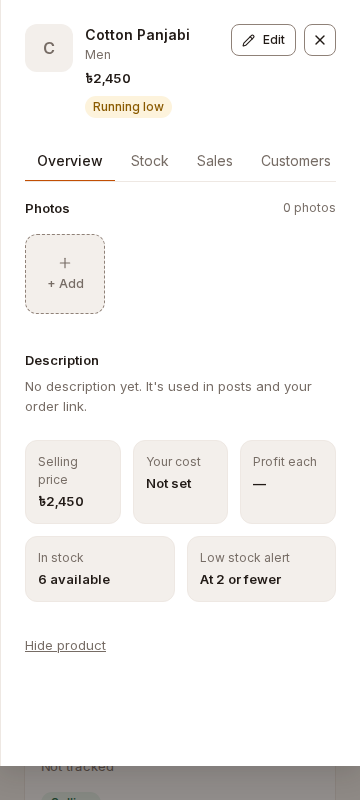 C
Cotton Panjabi
Men
৳2,450
Running low
Edit
Overview Stock Sales Customers
Photos
0 photos
+ Add
Description
No description yet. It's used in posts and your
order link.
Selling
price
৳2,450
Your cost
Not set
Profit each
—
In stock
6 available
Low stock alert
At 2 or fewer
Hide product
Not tracked